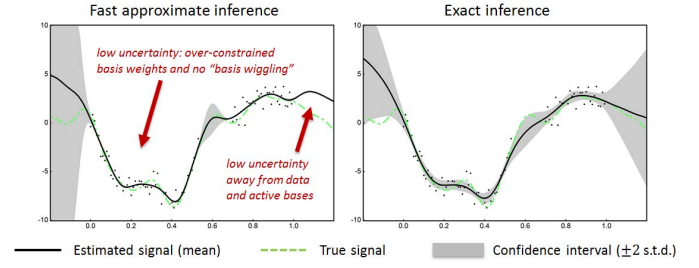 Fast approximate inference
Exact inference
low uncertainty: over-constrained
basis weights and no “basis wiggling”
low uncertainty
away from data
and active bases
10
5
0
-5
-10
0.0
0.2
0.4
0.6
0.8
1.0
10
5
0
-5
-10
0.0
0.2
0.4
0.6
0.8
1.0
Estimated signal (mean)
True signal
Confidence interval (±2 s.t.d.)